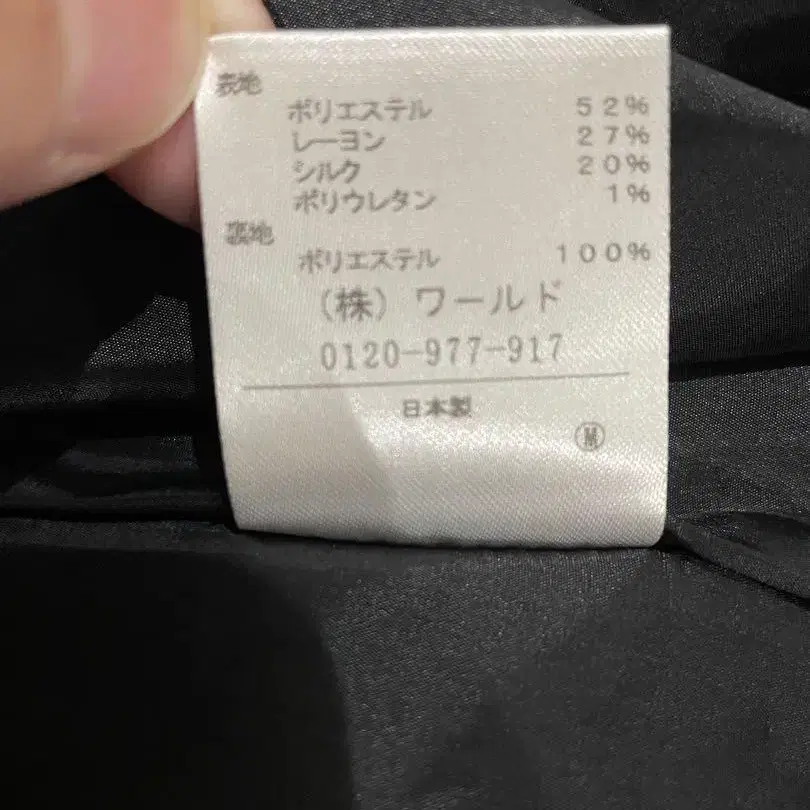 表地
ポリエステル 52%
レーヨン 27%
シルク 20%
ポリウレタン 1%
裏地
ポリエステル 100%
(株) ワールド
0120-977-917
日本製
Ⓜ